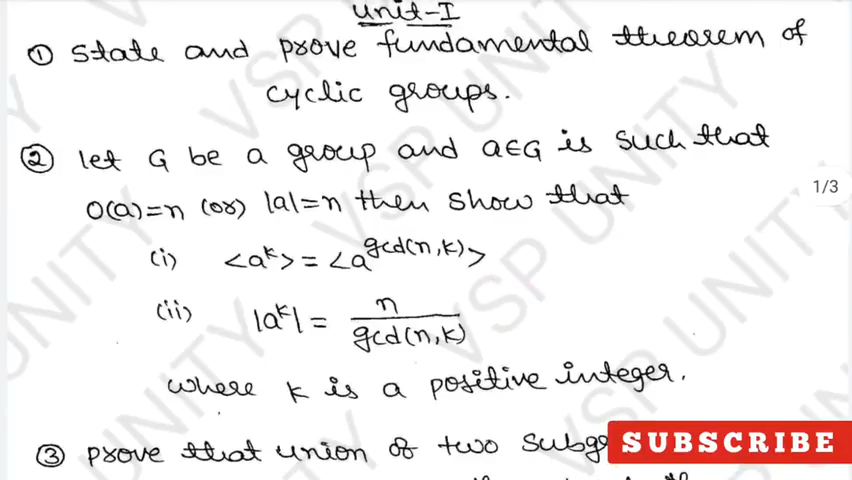 Unit-I
① State and prove fundamental theorem of
cyclic groups.
② let G be a group and a∈G is such that
O(a)=n (or) |a|=n then show that
(i) <a^k> = <a^gcd(n,k)>
(ii) |a^k| = n / gcd(n,k)
where k is a positive integer.
③ prove that union of two
1/3
SUBSCRIBE
VSP UNITY